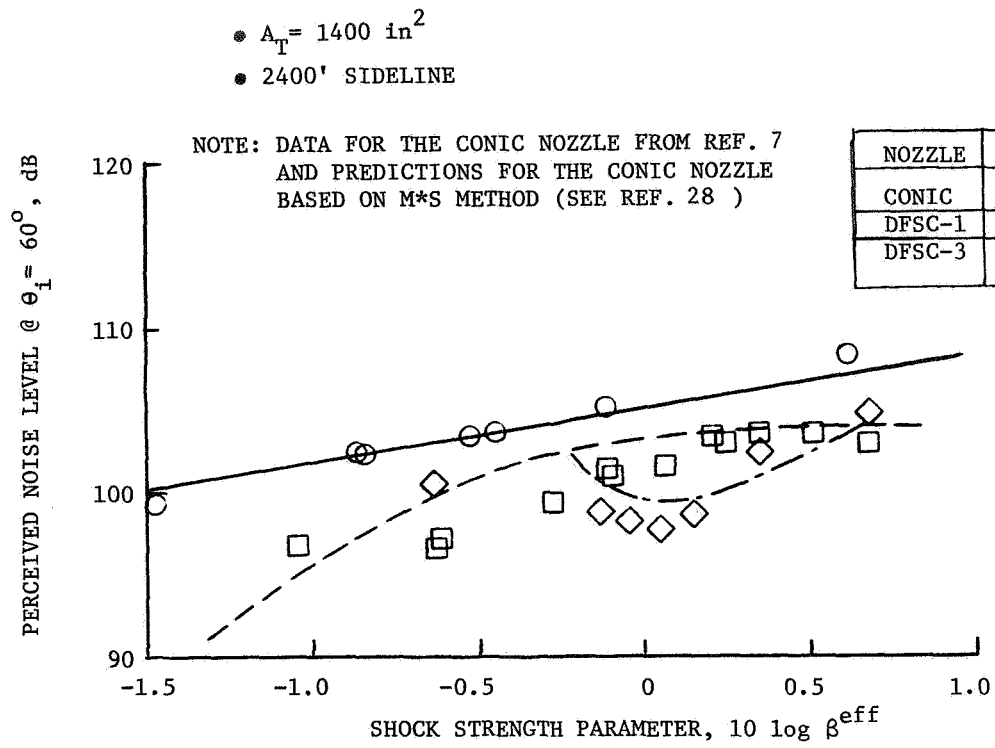 • A_T= 1400 in²
• 2400' SIDELINE
NOTE: DATA FOR THE CONIC NOZZLE FROM REF. 7
AND PREDICTIONS FOR THE CONIC NOZZLE
BASED ON M*S METHOD (SEE REF. 28 )
NOZZLE
CONIC
DFSC-1
DFSC-3
PERCEIVED NOISE LEVEL @ θ_i = 60°, dB
120
110
100
90
-1.5 -1.0 -0.5 0 0.5 1.0
SHOCK STRENGTH PARAMETER, 10 log β^eff